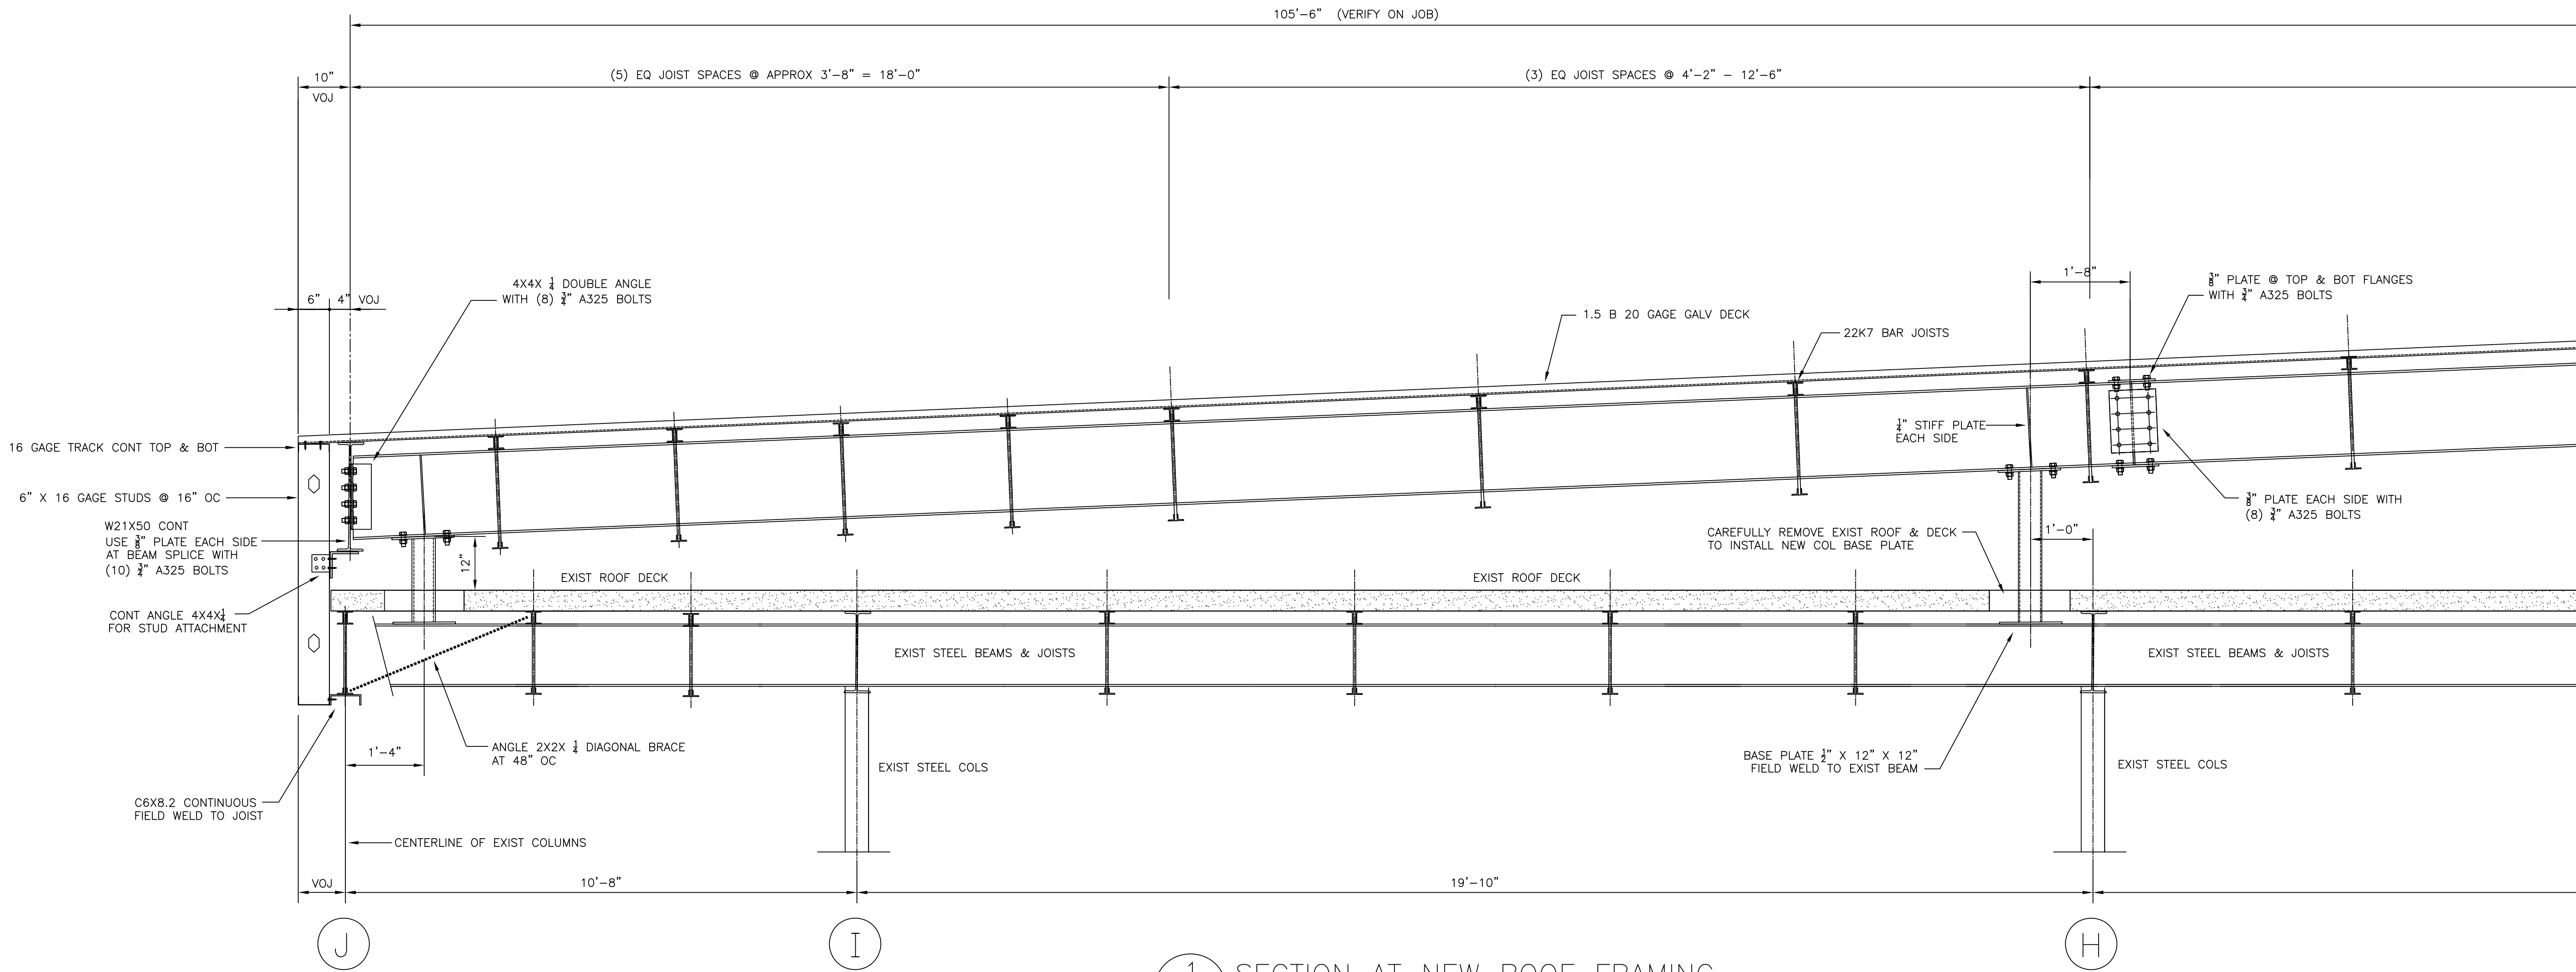 105'-6" (VERIFY ON JOB)
10"
VOJ
(5) EQ JOIST SPACES @ APPROX 3'-8" = 18'-0"
(3) EQ JOIST SPACES @ 4'-2" - 12'-6"
6"
4" VOJ
4X4X 1/4 DOUBLE ANGLE
WITH (8) 3/4" A325 BOLTS
1.5 B 20 GAGE GALV DECK
22K7 BAR JOISTS
1'-8"
3/8" PLATE @ TOP & BOT FLANGES
WITH 3/4" A325 BOLTS
16 GAGE TRACK CONT TOP & BOT
6" X 16 GAGE STUDS @ 16" OC
W21X50 CONT
USE 3/8" PLATE EACH SIDE
AT BEAM SPLICE WITH
(10) 3/4" A325 BOLTS
CONT ANGLE 4X4X1/4
FOR STUD ATTACHMENT
12"
EXIST ROOF DECK
EXIST ROOF DECK
1/4" STIFF PLATE
EACH SIDE
CAREFULLY REMOVE EXIST ROOF & DECK
TO INSTALL NEW COL BASE PLATE
1'-0"
3/8" PLATE EACH SIDE WITH
(8) 3/4" A325 BOLTS
EXIST STEEL BEAMS & JOISTS
EXIST STEEL BEAMS & JOISTS
1'-4"
ANGLE 2X2X 1/4 DIAGONAL BRACE
AT 48" OC
EXIST STEEL COLS
BASE PLATE 1/2" X 12" X 12"
FIELD WELD TO EXIST BEAM
EXIST STEEL COLS
C6X8.2 CONTINUOUS
FIELD WELD TO JOIST
CENTERLINE OF EXIST COLUMNS
VOJ
10'-8"
19'-10"
J
I
H
1
SECTION AT NEW ROOF FRAMING